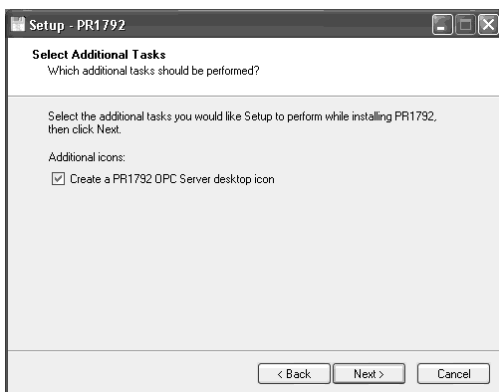 Setup - PR1792
Select Additional Tasks
Which additional tasks should be performed?
Select the additional tasks you would like Setup to perform while installing PR1792,
then click Next.
Additional icons:
Create a PR1792 OPC Server desktop icon
< Back
Next >
Cancel